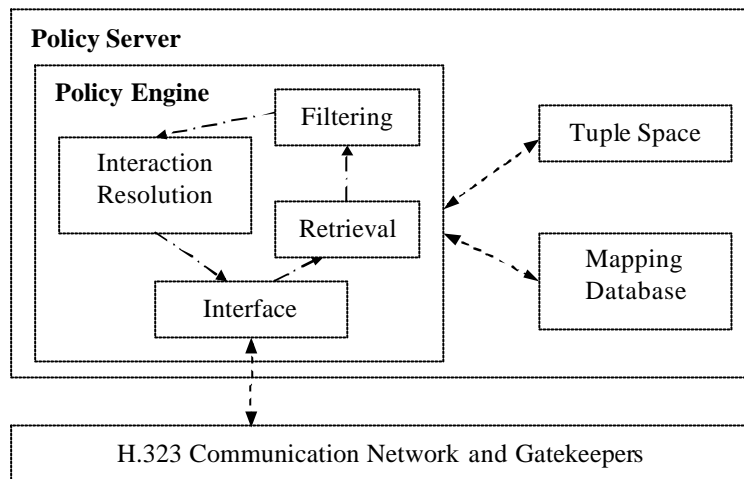 Policy Server
Policy Engine
Filtering
Interaction
Resolution
Retrieval
Interface
Tuple Space
Mapping
Database
H.323 Communication Network and Gatekeepers